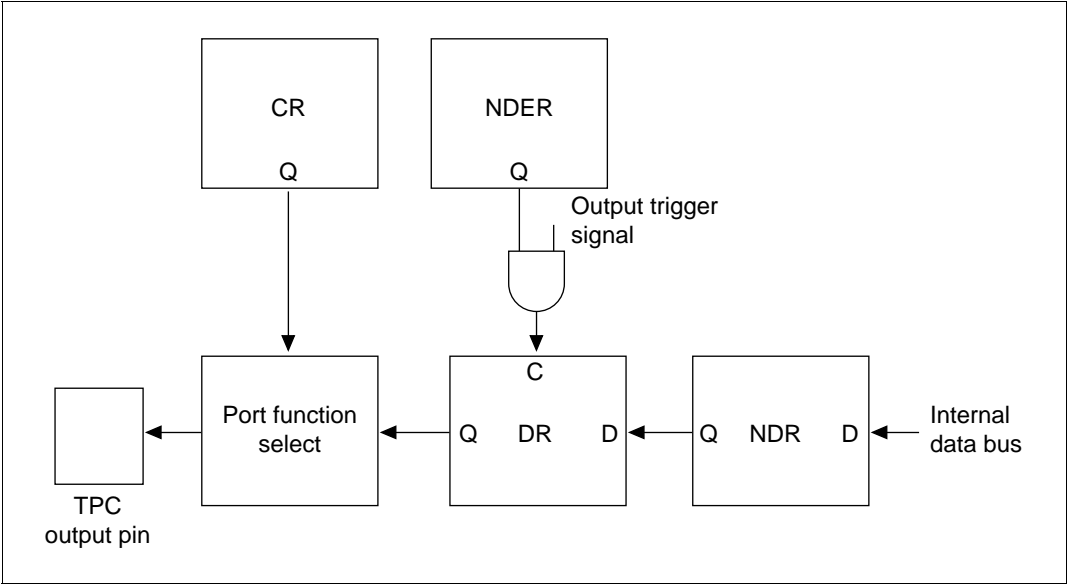 CR
Q
NDER
Q
Output trigger
signal
C
Port function
select
Q
DR
D
Q
NDR
D
Internal
data bus
TPC
output pin